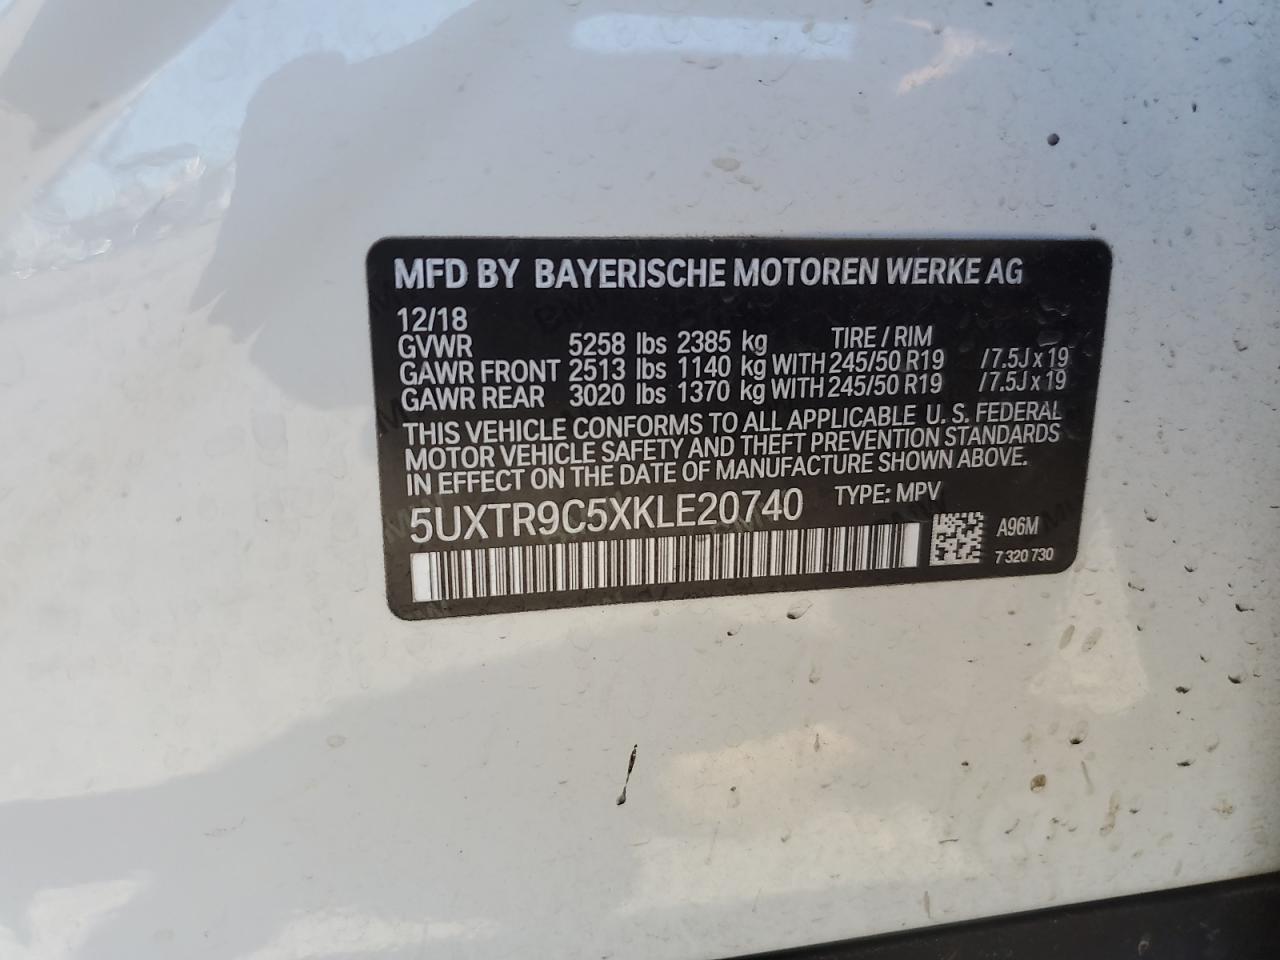 MFD BY BAYERISCHE MOTOREN WERKE AG
12/18
GVWR 5258 lbs 2385 kg TIRE / RIM
GAWR FRONT 2513 lbs 1140 kg WITH 245/50 R19 / 7.5J x 19
GAWR REAR 3020 lbs 1370 kg WITH 245/50 R19 / 7.5J x 19
THIS VEHICLE CONFORMS TO ALL APPLICABLE U. S. FEDERAL
MOTOR VEHICLE SAFETY AND THEFT PREVENTION STANDARDS
IN EFFECT ON THE DATE OF MANUFACTURE SHOWN ABOVE.
5UXTR9C5XKLE20740 TYPE: MPV
A96M
7 320 730